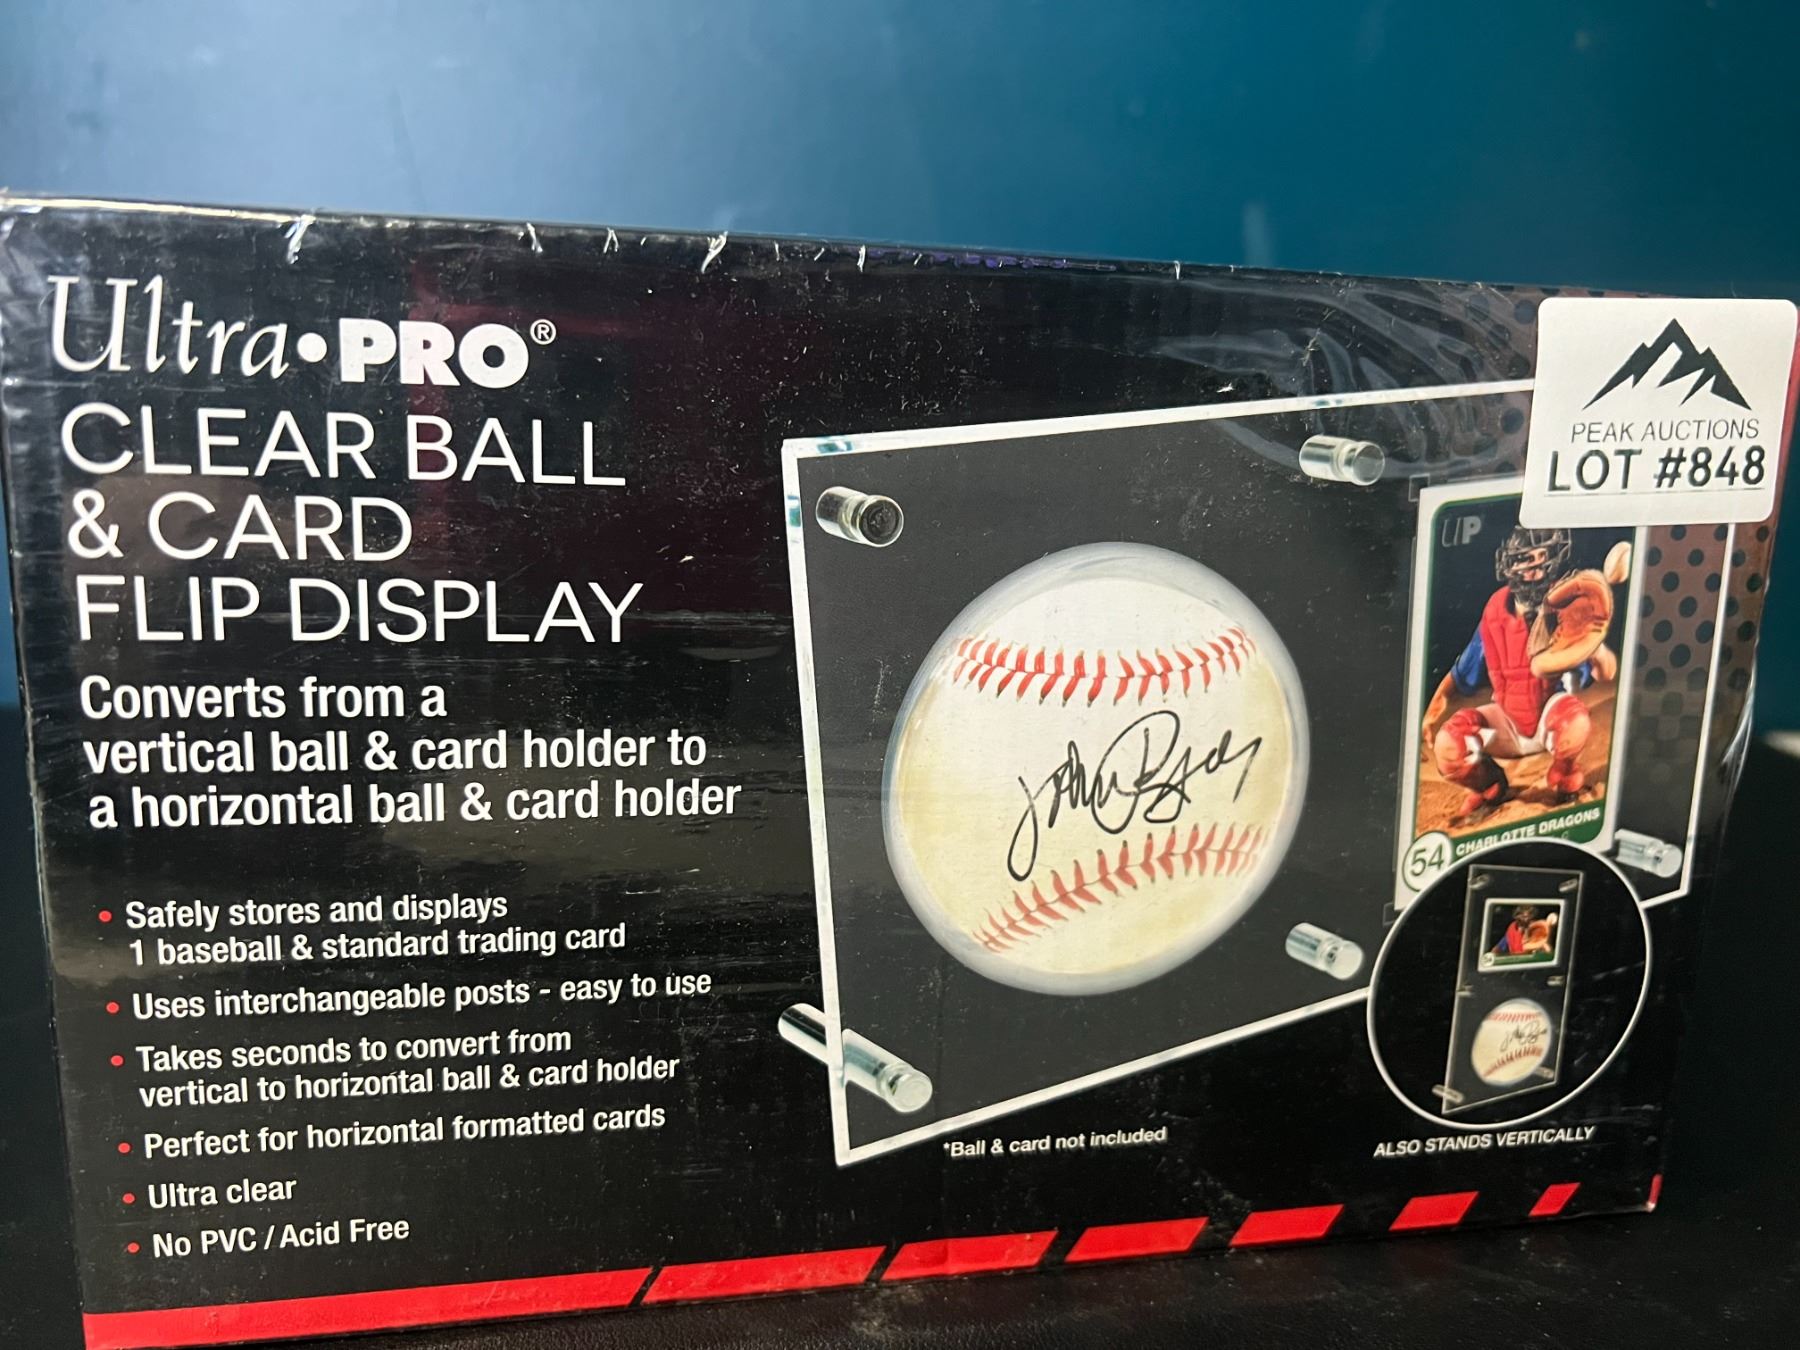 Ultra•PRO®
CLEAR BALL
& CARD
FLIP DISPLAY
Converts from a
vertical ball & card holder to
a horizontal ball & card holder
• Safely stores and displays
1 baseball & standard trading card
• Uses interchangeable posts - easy to use
• Takes seconds to convert from
vertical to horizontal ball & card holder
• Perfect for horizontal formatted cards
• Ultra clear
• No PVC / Acid Free
PEAK AUCTIONS
LOT #848
UP
54 CHARLOTTE DRAGONS
*Ball & card not included
ALSO STANDS VERTICALLY